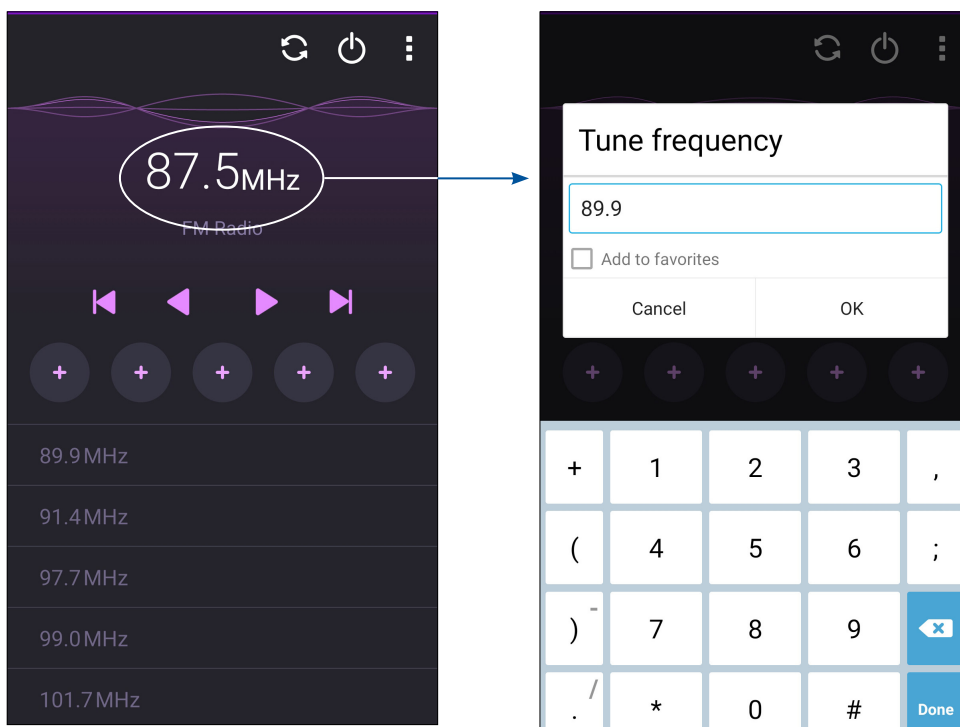 87.5MHz
FM Radio
+ + + + +
89.9MHz
91.4MHz
97.7MHz
99.0MHz
101.7MHz
Tune frequency
89.9
Add to favorites
Cancel OK
+ + + + +
+ 1 2 3 ,
( 4 5 6 ;
) - 7 8 9
. / * 0 # Done